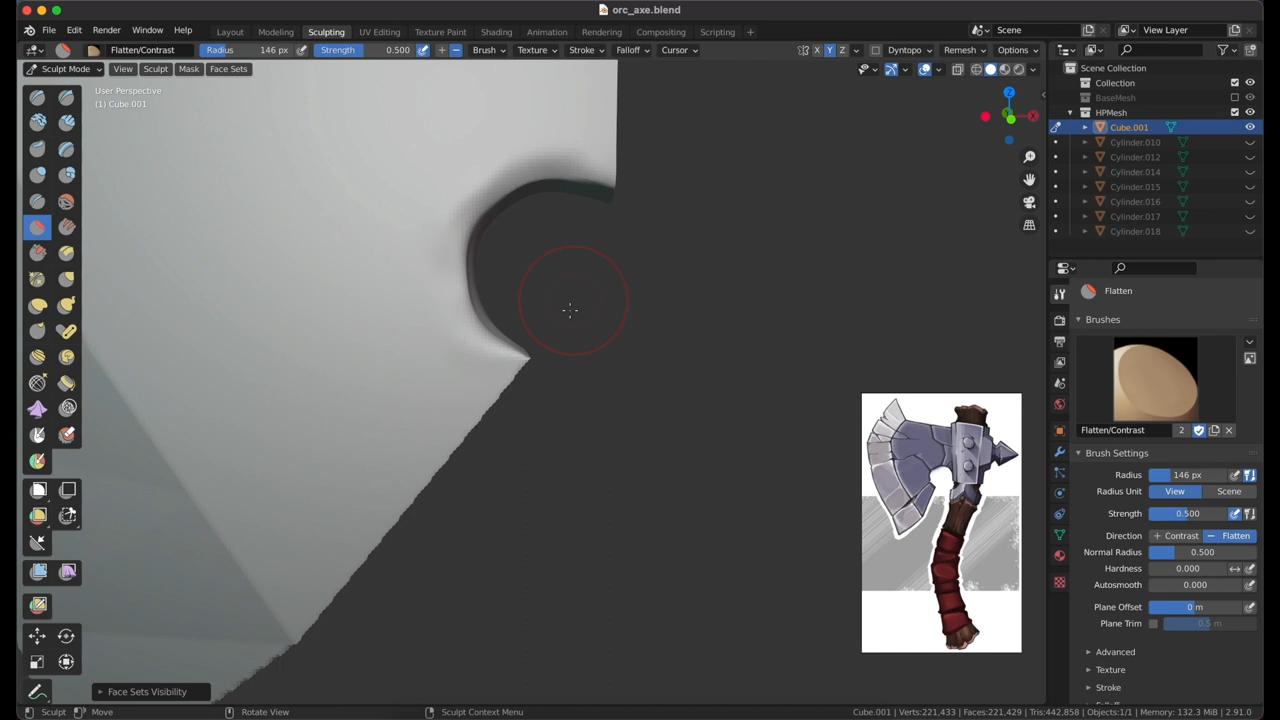 orc_axe.blend
File Edit Render Window Help Layout Modeling Sculpting UV Editing Texture Paint Shading Animation Rendering Compositing Scripting + Scene View Layer
Flatten/Contrast Radius 146 px Strength 0.500 + − Brush Texture Stroke Falloff Cursor X Y Z Dyntopo Remesh Options
Sculpt Mode View Sculpt Mask Face Sets
Scene Collection
Collection
BaseMesh
HPMesh
Cube.001
Cylinder.010
Cylinder.012
Cylinder.014
Cylinder.015
Cylinder.016
Cylinder.017
Cylinder.018
User Perspective
(1) Cube.001
Z
Y
X
Flatten
Brushes
Flatten/Contrast 2
Brush Settings
Radius 146 px
Radius Unit View Scene
Strength 0.500
Direction + Contrast − Flatten
Normal Radius 0.500
Hardness 0.000
Autosmooth 0.000
Plane Offset 0 m
Plane Trim 0.5 m
Advanced
Texture
Stroke
Face Sets Visibility
Sculpt Move Rotate View Sculpt Context Menu Cube.001 | Verts:221,433 | Faces:221,429 | Tris:442,858 | Objects:1/1 | Memory: 132.3 MiB | 2.91.0